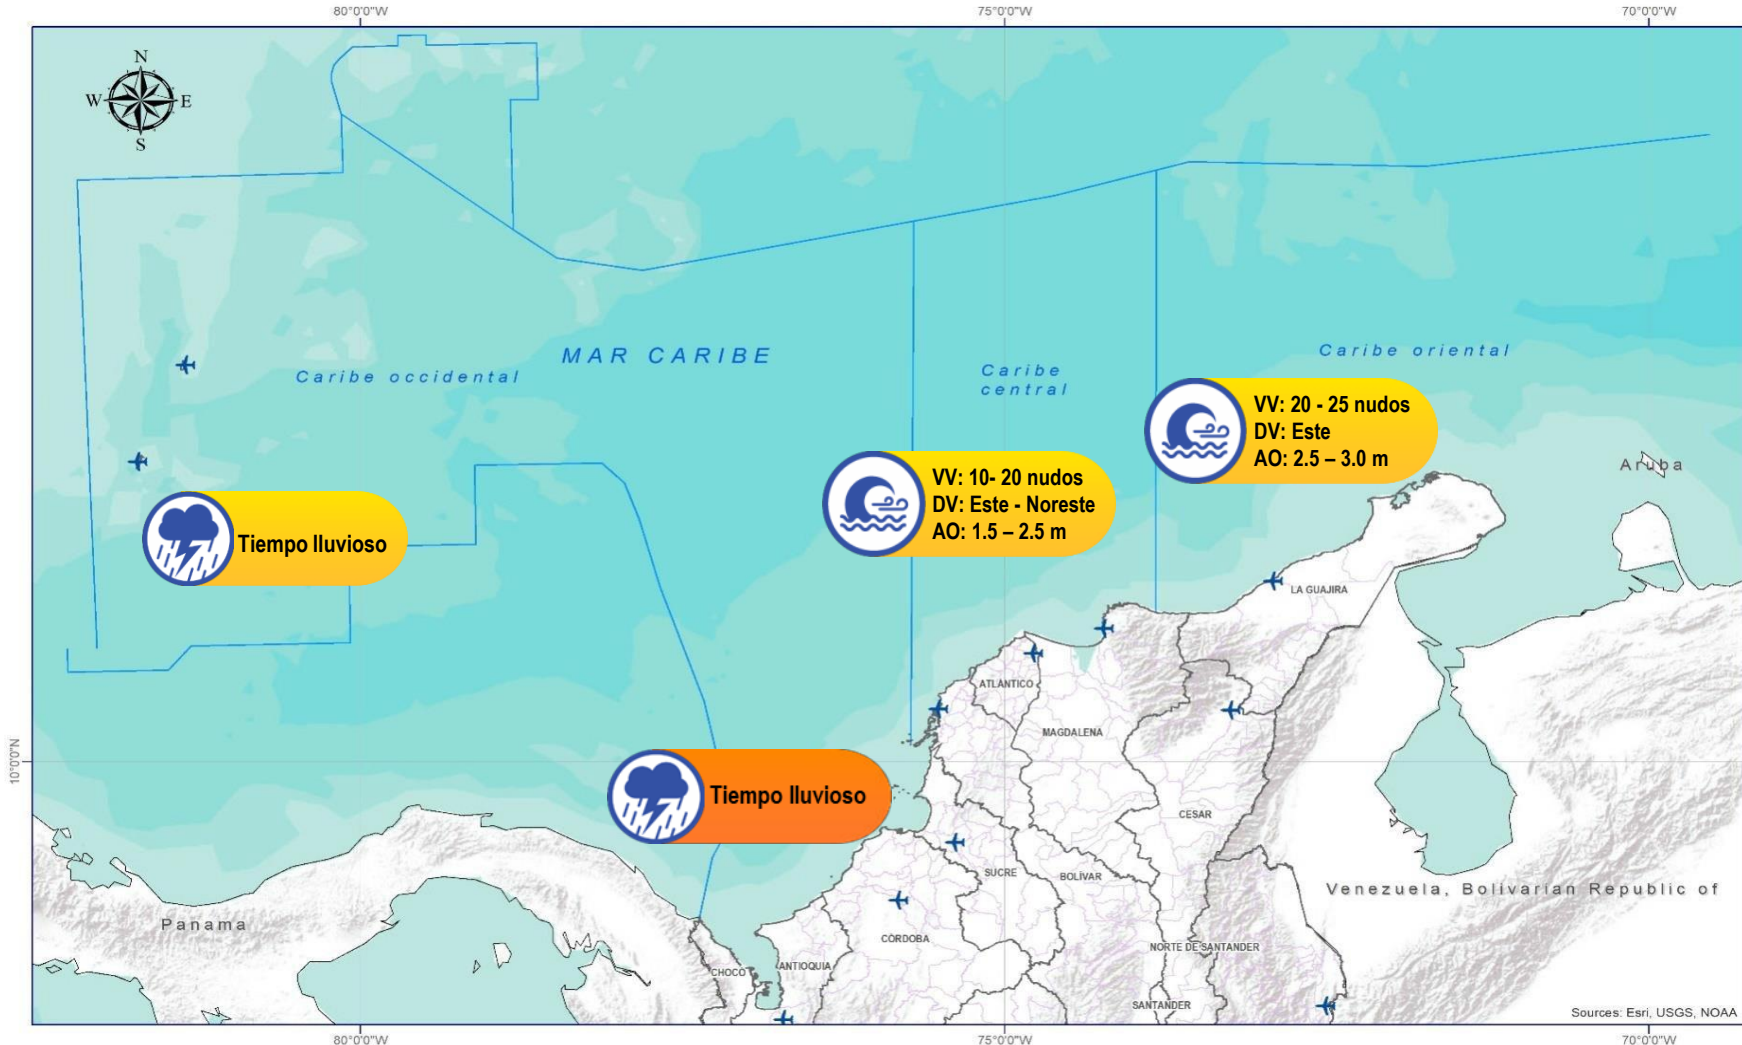 80°0'0"W
75°0'0"W
70°0'0"W
N
W
E
S
MAR CARIBE
Caribe occidental
Caribe
central
Caribe oriental
VV: 20 - 25 nudos
DV: Este
AO: 2.5 – 3.0 m
VV: 10- 20 nudos
DV: Este - Noreste
AO: 1.5 – 2.5 m
Aruba
Tiempo lluvioso
LA GUAJIRA
ATLÁNTICO
MAGDALENA
10°0'0"N
Tiempo lluvioso
CESAR
SUCRE
BOLÍVAR
Venezuela, Bolivarian Republic of
Panama
CÓRDOBA
NORTE DE SANTANDER
CHOCÓ
ANTIOQUIA
SANTANDER
Sources: Esri, USGS, NOAA
80°0'0"W
75°0'0"W
70°0'0"W